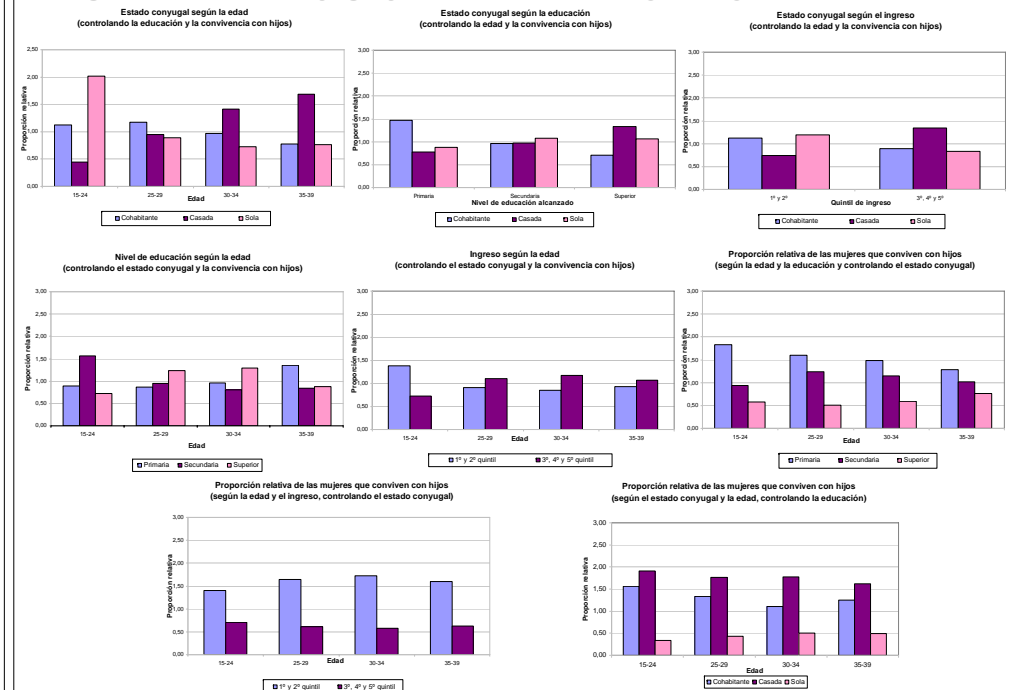 Estado conyugal según la edad
(controlando la educación y la convivencia con hijos)
2,50
2,00
1,50
1,00
0,50
0,00
Proporción relativa
15-24
25-29
30-34
35-39
Edad
Cohabitante
Casada
Sola
Estado conyugal según la educación
(controlando la edad y la convivencia con hijos)
3,00
2,50
2,00
1,50
1,00
0,50
0,00
Proporción relativa
Primaria
Secundaria
Superior
Nivel de educación alcanzado
Cohabitante
Casada
Sola
Estado conyugal según el ingreso
(controlando la edad y la convivencia con hijos)
3,00
2,50
2,00
1,50
1,00
0,50
0,00
Proporción relativa
1º y 2º
3º, 4º y 5º
Quintil de ingreso
Cohabitante
Casada
Sola
Nivel de educación según la edad
(controlando el estado conyugal y la convivencia con hijos)
3,00
2,50
2,00
1,50
1,00
0,50
0,00
Proporción relativa
15-24
25-29
30-34
35-39
Edad
Primaria
Secundaria
Superior
Ingreso según la edad
(controlando el estado conyugal y la convivencia con hijos)
3,00
2,50
2,00
1,50
1,00
0,50
0,00
Proporción relativa
15-24
25-29
30-34
35-39
Edad
1º y 2º quintil
3º, 4º y 5º quintil
Proporción relativa de las mujeres que conviven con hijos
(según la edad y la educación y controlando el estado conyugal)
3,00
2,50
2,00
1,50
1,00
0,50
0,00
Proporción relativa
15-24
25-29
30-34
35-39
Edad
Primaria
Secundaria
Superior
Proporción relativa de las mujeres que conviven con hijos
(según la edad y el ingreso, controlando el estado conyugal)
3,00
2,50
2,00
1,50
1,00
0,50
0,00
Proporción relativa
15-24
25-29
30-34
35-39
Edad
1º y 2º quintil
3º, 4º y 5º quintil
Proporción relativa de las mujeres que conviven con hijos
(según el estado conyugal y la edad, controlando la educación)
3,00
2,50
2,00
1,50
1,00
0,50
0,00
Proporción relativa
15-24
25-29
30-34
35-39
Edad
Cohabitante
Casada
Sola